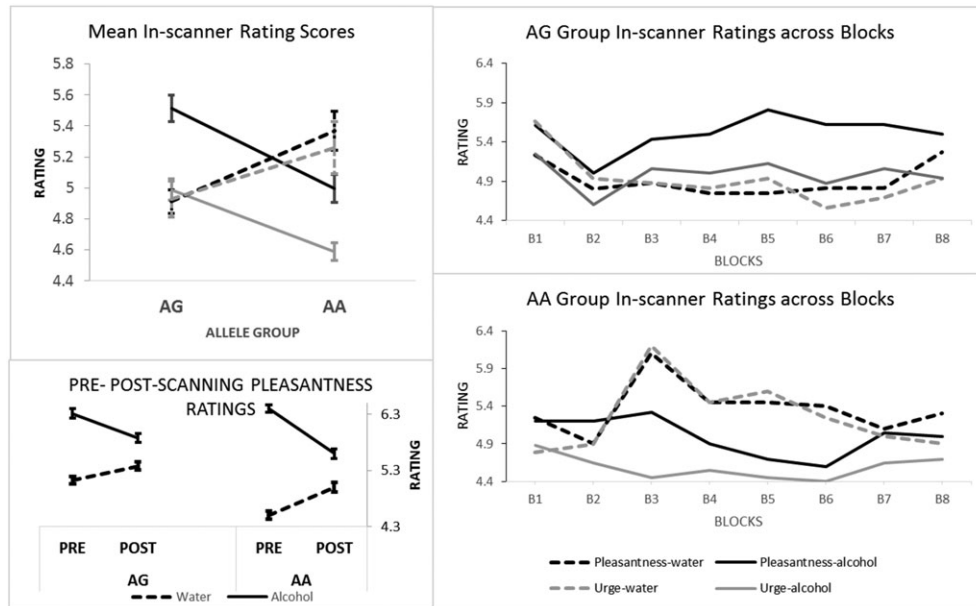 Mean In-scanner Rating Scores
5.8
5.6
5.4
5.2
5
4.8
4.6
4.4
RATING
AG
AA
ALLELE GROUP
PRE- POST-SCANNING PLEASANTNESS
RATINGS
6.3
5.3
4.3
RATING
PRE POST PRE POST
AG AA
Water Alcohol
AG Group In-scanner Ratings across Blocks
6.4
5.9
5.4
4.9
4.4
RATING
B1 B2 B3 B4 B5 B6 B7 B8
BLOCKS
AA Group In-scanner Ratings across Blocks
6.4
5.9
5.4
4.9
4.4
RATING
B1 B2 B3 B4 B5 B6 B7 B8
BLOCKS
Pleasantness-water Pleasantness-alcohol
Urge-water Urge-alcohol